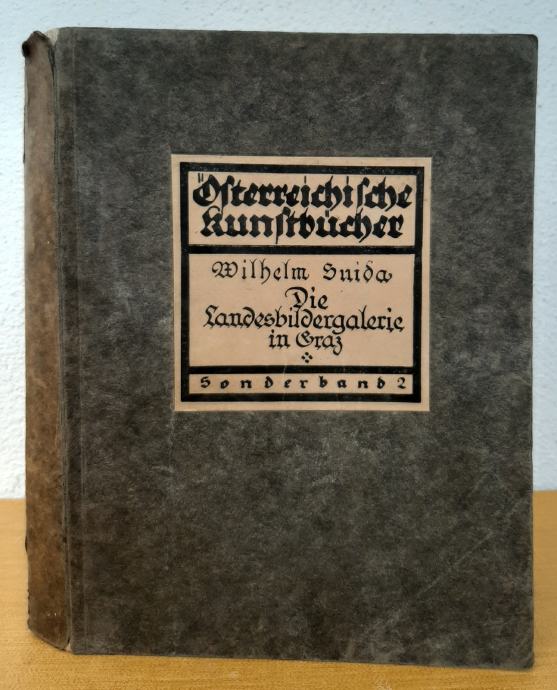 Österreichische
Kunstbücher
Wilhelm Suida
Die
Landesbildergalerie
in Graz
Sonderband 2